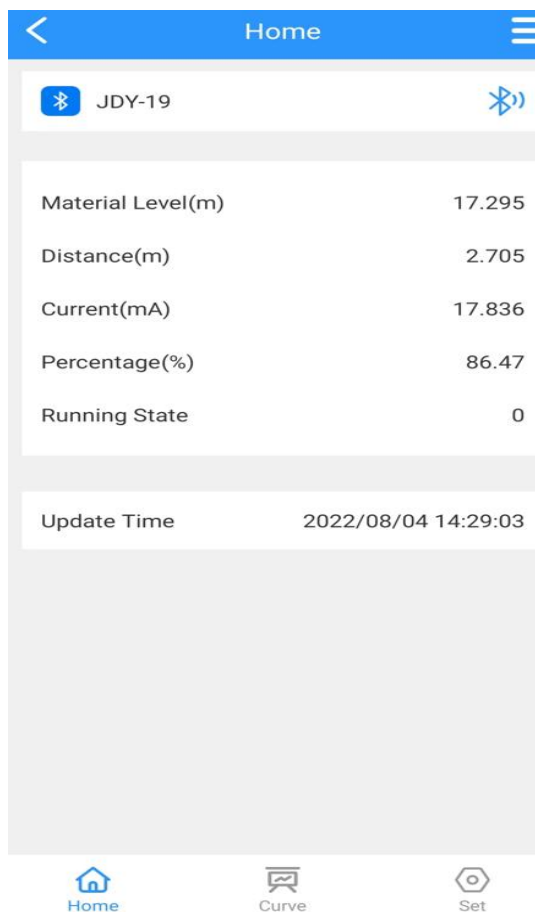 Home
JDY-19
Material Level(m) 17.295
Distance(m) 2.705
Current(mA) 17.836
Percentage(%) 86.47
Running State 0
Update Time 2022/08/04 14:29:03
Home Curve Set